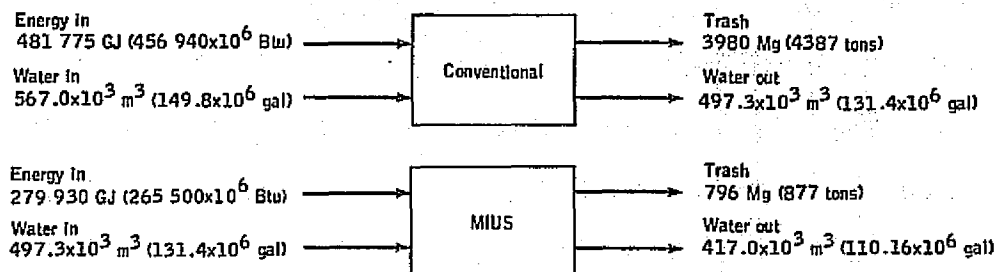 Energy in
481 775 GJ (456 940x10⁶ Btu)
Water in
567.0x10³ m³ (149.8x10⁶ gal)
Conventional
Trash
3980 Mg (4387 tons)
Water out
497.3x10³ m³ (131.4x10⁶ gal)
Energy in
279 930 GJ (265 500x10⁶ Btu)
Water in
497.3x10³ m³ (131.4x10⁶ gal)
MIUS
Trash
796 Mg (877 tons)
Water out
417.0x10³ m³ (110.16x10⁶ gal)